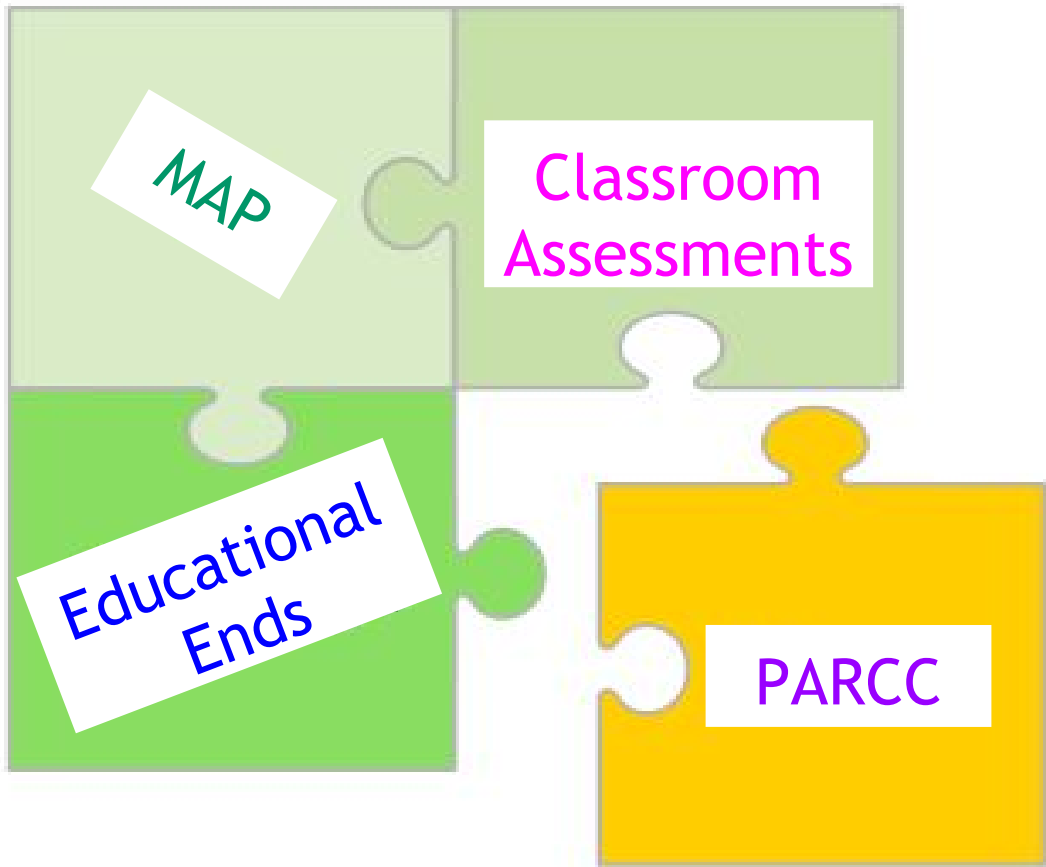 MAP
Classroom
Assessments
Educational
Ends
PARCC